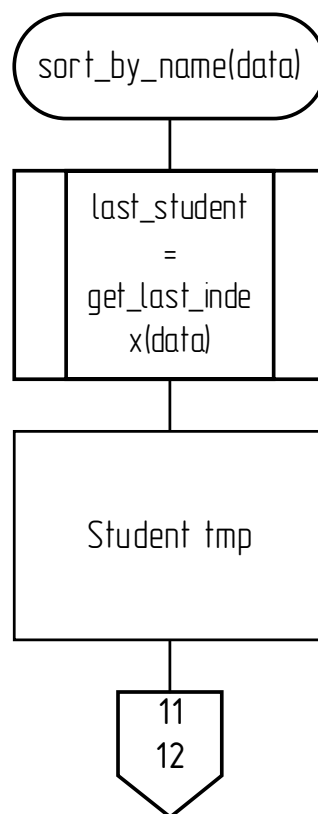 sort_by_name(data)
last_student
=
get_last_inde
x(data)
Student tmp
11
12